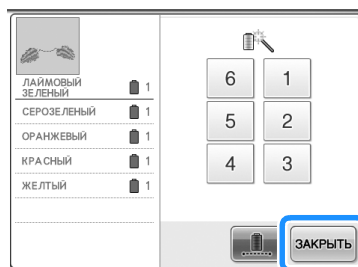 ЛАЙМОВЫЙ
ЗЕЛЕНЫЙ 1
СЕРОЗЕЛЕНЫЙ 1
ОРАНЖЕВЫЙ 1
КРАСНЫЙ 1
ЖЕЛТЫЙ 1
6 1
5 2
4 3
ЗАКРЫТЬ